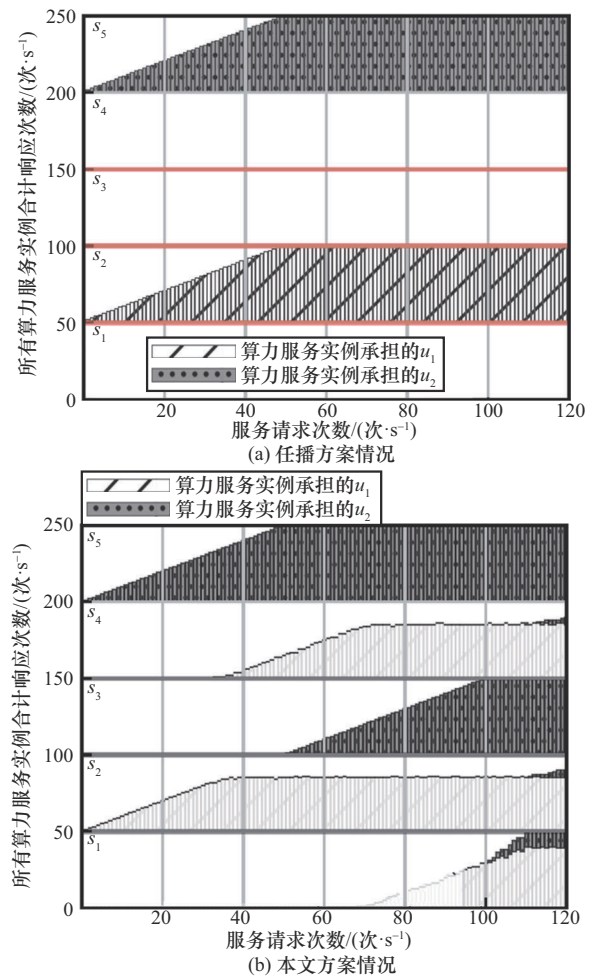 所有算力服务实例合计响应次数/(次·s⁻¹)
250
200
150
100
50
0
s₅
s₄
s₃
s₂
s₁
算力服务实例承担的u₁
算力服务实例承担的u₂
20
40
60
80
100
120
服务请求次数/(次·s⁻¹)
(a) 任播方案情况
算力服务实例承担的u₁
算力服务实例承担的u₂
所有算力服务实例合计响应次数/(次·s⁻¹)
250
200
150
100
50
0
s₅
s₄
s₃
s₂
s₁
20
40
60
80
100
120
服务请求次数/(次·s⁻¹)
(b) 本文方案情况